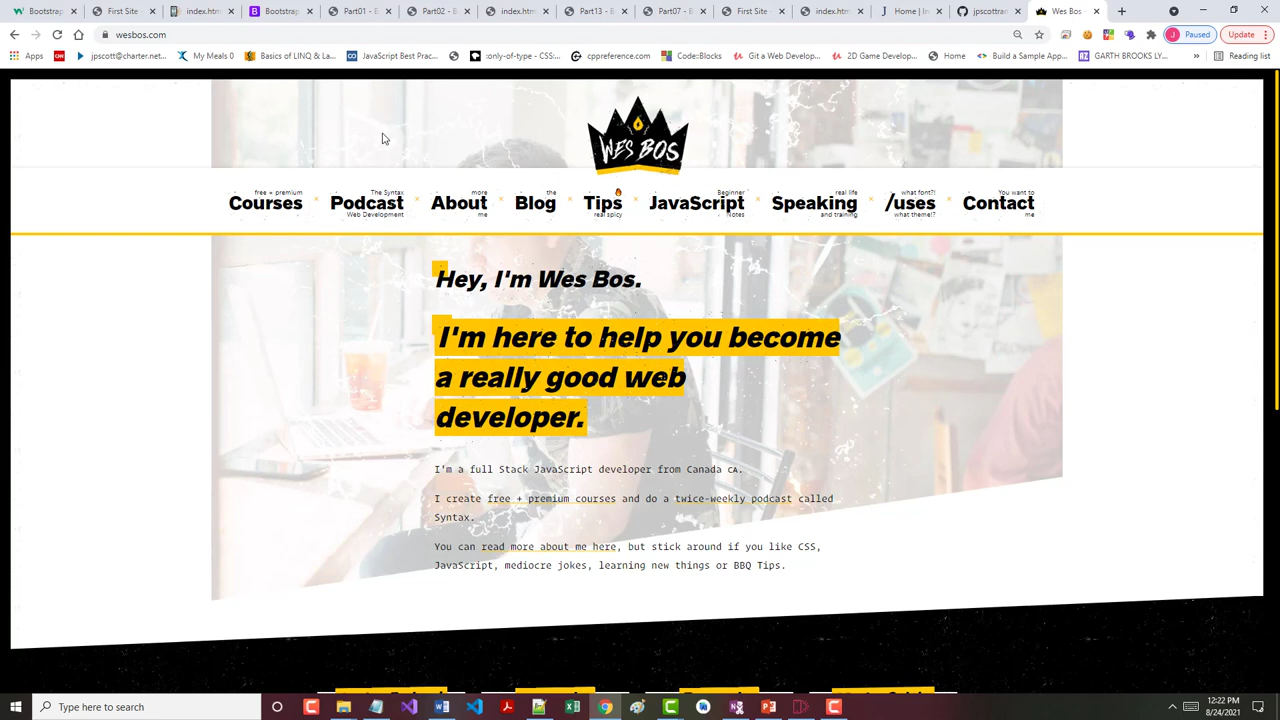 Bootstrap
First Site
index.htm
Bootstrap
Part01 - B
Part02 - B
index.htm
Part13 - B
Part07 - B
index.htm
First Site
index.htm
Home | In
jpscottran
Wes Bos
wesbos.com
Paused
Update
Apps
jpscott@charter.net...
My Meals 0
Basics of LINQ & La...
JavaScript Best Prac...
:only-of-type - CSS:...
cppreference.com
Code::Blocks
Git a Web Develop...
2D Game Develop...
Home
Build a Sample App...
GARTH BROOKS LY...
»
Reading list
WES BOS
free + premium
Courses
The Syntax
Podcast
Web Development
more
About
me
the
Blog
Tips
real spicy
Beginner
JavaScript
Notes
real life
Speaking
and training
what font?!
/uses
what theme!?
You want to
Contact
me
Hey, I'm Wes Bos.
I'm here to help you become
a really good web
developer.
I'm a full Stack JavaScript developer from Canada CA.
I create free + premium courses and do a twice-weekly podcast called
Syntax.
You can read more about me here, but stick around if you like CSS,
JavaScript, mediocre jokes, learning new things or BBQ Tips.
Type here to search
12:22 PM
8/24/2021